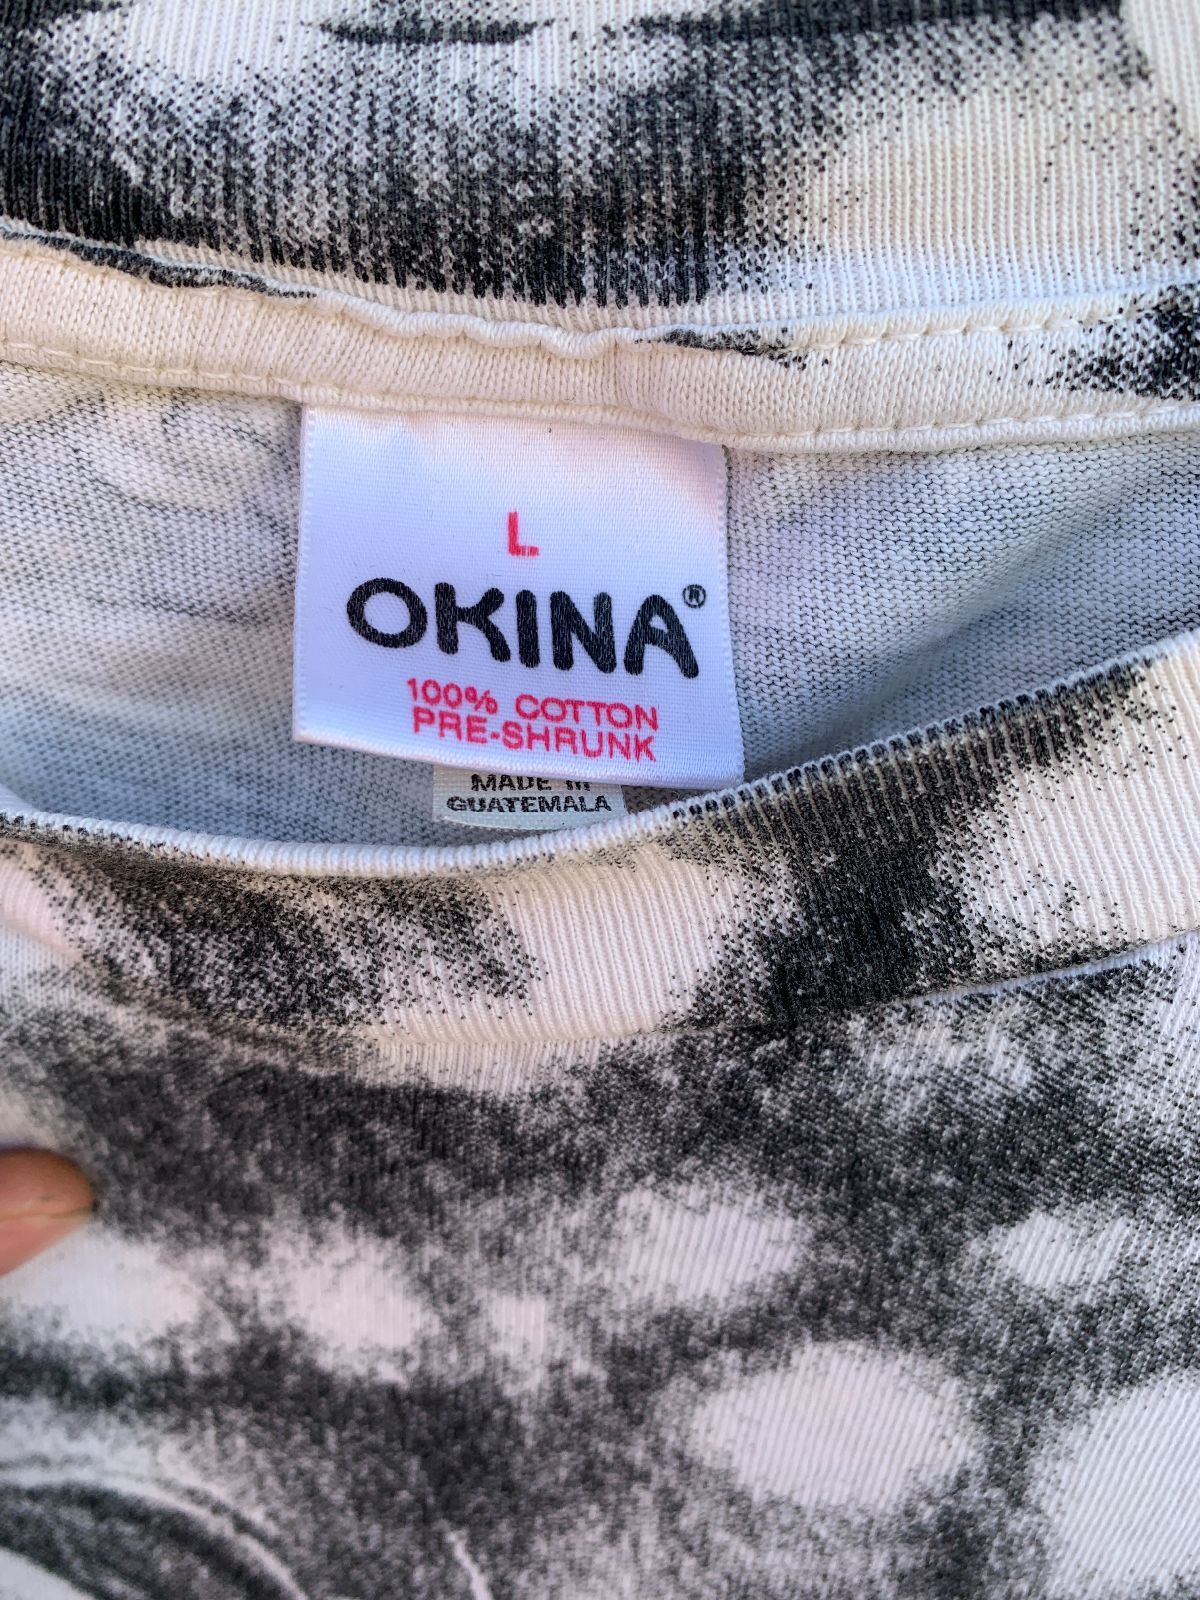 L
OKINA®
100% COTTON
PRE-SHRUNK
MADE IN
GUATEMALA